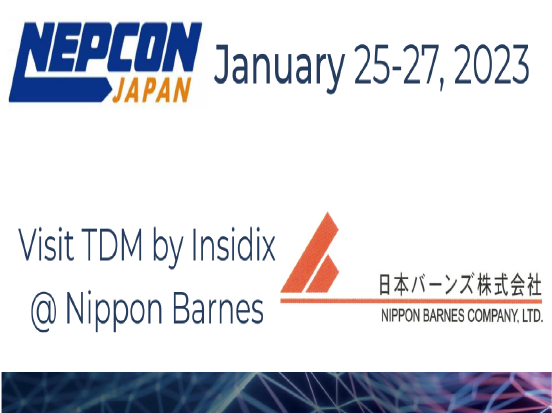 NEPCON
JAPAN
January 25-27, 2023
Visit TDM by Insidix
@ Nippon Barnes
日本バーンズ株式会社
NIPPON BARNES COMPANY, LTD.